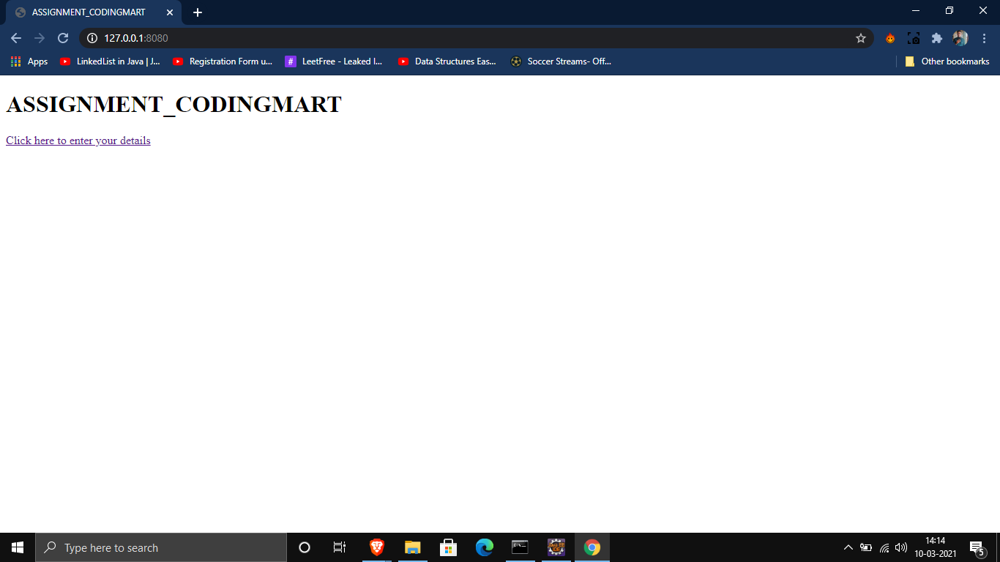 ASSIGNMENT_CODINGMART
127.0.0.1:8080
Apps
LinkedList in Java | J...
Registration Form u...
# LeetFree - Leaked I...
Data Structures Eas...
Soccer Streams- Off...
Other bookmarks
ASSIGNMENT_CODINGMART
Click here to enter your details
Type here to search
14:14
10-03-2021
5